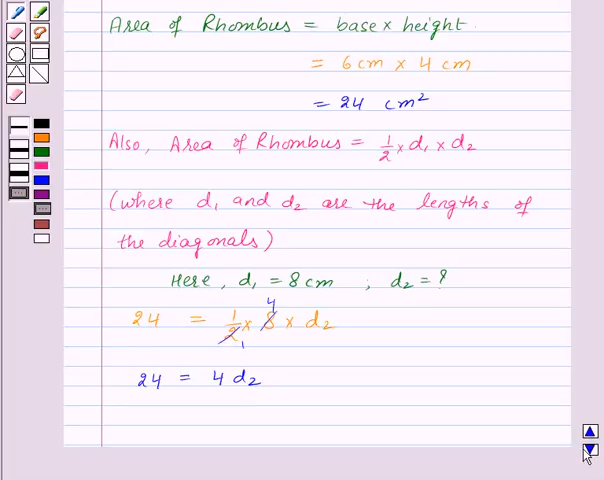 Area of Rhombus = base × height
= 6 cm × 4 cm
= 24 cm²
Also, Area of Rhombus = 1/2 × d₁ × d₂
(where d₁ and d₂ are the lengths of
the diagonals)
Here, d₁ = 8 cm ; d₂ = ?
24 = 1/2 × 8 × d₂
4
1
24 = 4 d₂